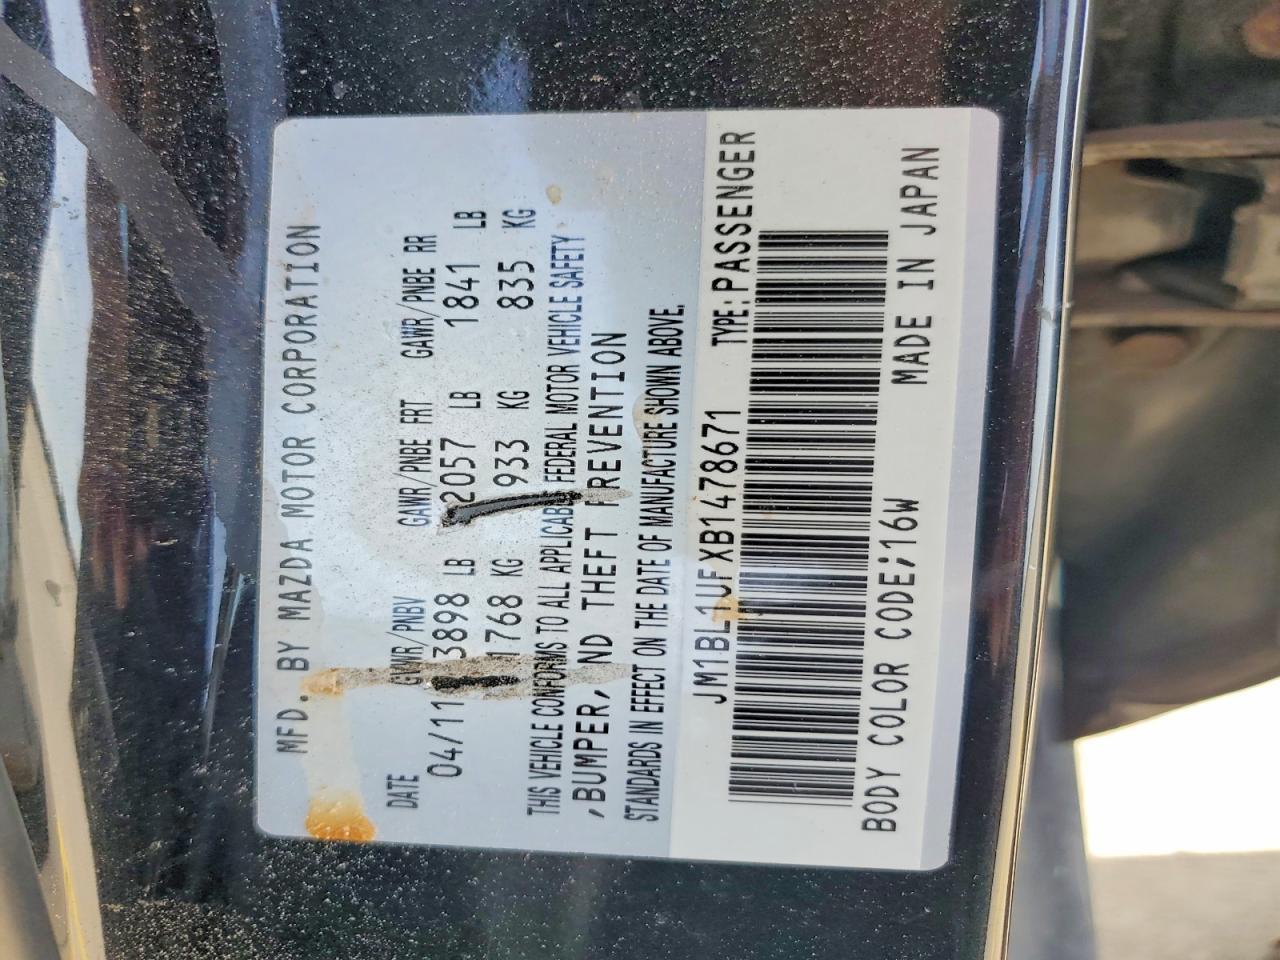 MFD. BY MAZDA MOTOR CORPORATION
DATE GVWR/PNBV GAWR/PNBE FRT GAWR/PNBE RR
04/11 3898 LB 2057 LB 1841 LB
1768 KG 933 KG 835 KG
THIS VEHICLE CONFORMS TO ALL APPLICABLE FEDERAL MOTOR VEHICLE SAFETY
,BUMPER, AND THEFT PREVENTION
STANDARDS IN EFFECT ON THE DATE OF MANUFACTURE SHOWN ABOVE.
JM1BL1UFXB1478671 TYPE:PASSENGER
BODY COLOR CODE;16W MADE IN JAPAN